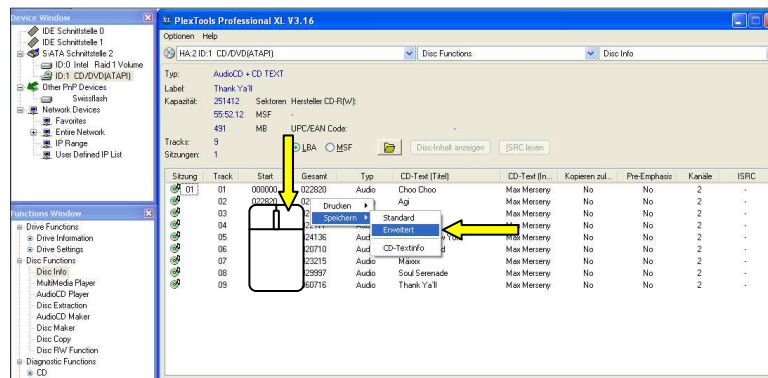 Device Window
IDE Schnittstelle 0
IDE Schnittstelle 1
S-ATA Schnittstelle 2
ID:0 Intel Raid 1 Volume
ID:1 CD/DVD(ATAPI)
Other PnP Devices
Swissflash
Network Devices
Favorites
Entire Network
IP Range
User Defined IP List
Functions Window
Drive Functions
Drive Information
Drive Settings
Disc Functions
Disc Info
MultiMedia Player
AudioCD Player
Disc Extraction
AudioCD Maker
Disc Maker
Disc Copy
Disc RW Function
Diagnostic Functions
CD
XL PlexTools Professional XL V3.16
Optionen Help
HA:2 ID:1 CD/DVD(ATAPI) Disc Functions Disc Info
Typ: AudioCD + CD TEXT
Label: Thank Ya'll
Kapazität: 251412 Sektoren Hersteller CD-R(W): -
55:52.12 MSF -
491 MB UPC/EAN Code: -
Tracks: 9 LBA MSF Disc-Inhalt anzeigen ISRC lesen
Sitzungen: 1
Sitzung Track Start Gesamt Typ CD-Text (Titel) CD-Text (In... Kopieren zul... Pre-Emphasis Kanäle ISRC
01 01 000000 022820 Audio Choo Choo Max Merseny No No 2 -
02 022820 Agi Max Merseny No No 2 -
03 Max Merseny No No 2 -
04 Max Merseny No No 2 -
05 024136 Max Merseny No No 2 -
06 020710 Max Merseny No No 2 -
07 023215 Audio Maxxx Max Merseny No No 2 -
08 029997 Audio Soul Serenade Max Merseny No No 2 -
09 060716 Audio Thank Ya'll Max Merseny No No 2 -
Drucken
Speichern
Standard
Erweitert
CD-Textinfo